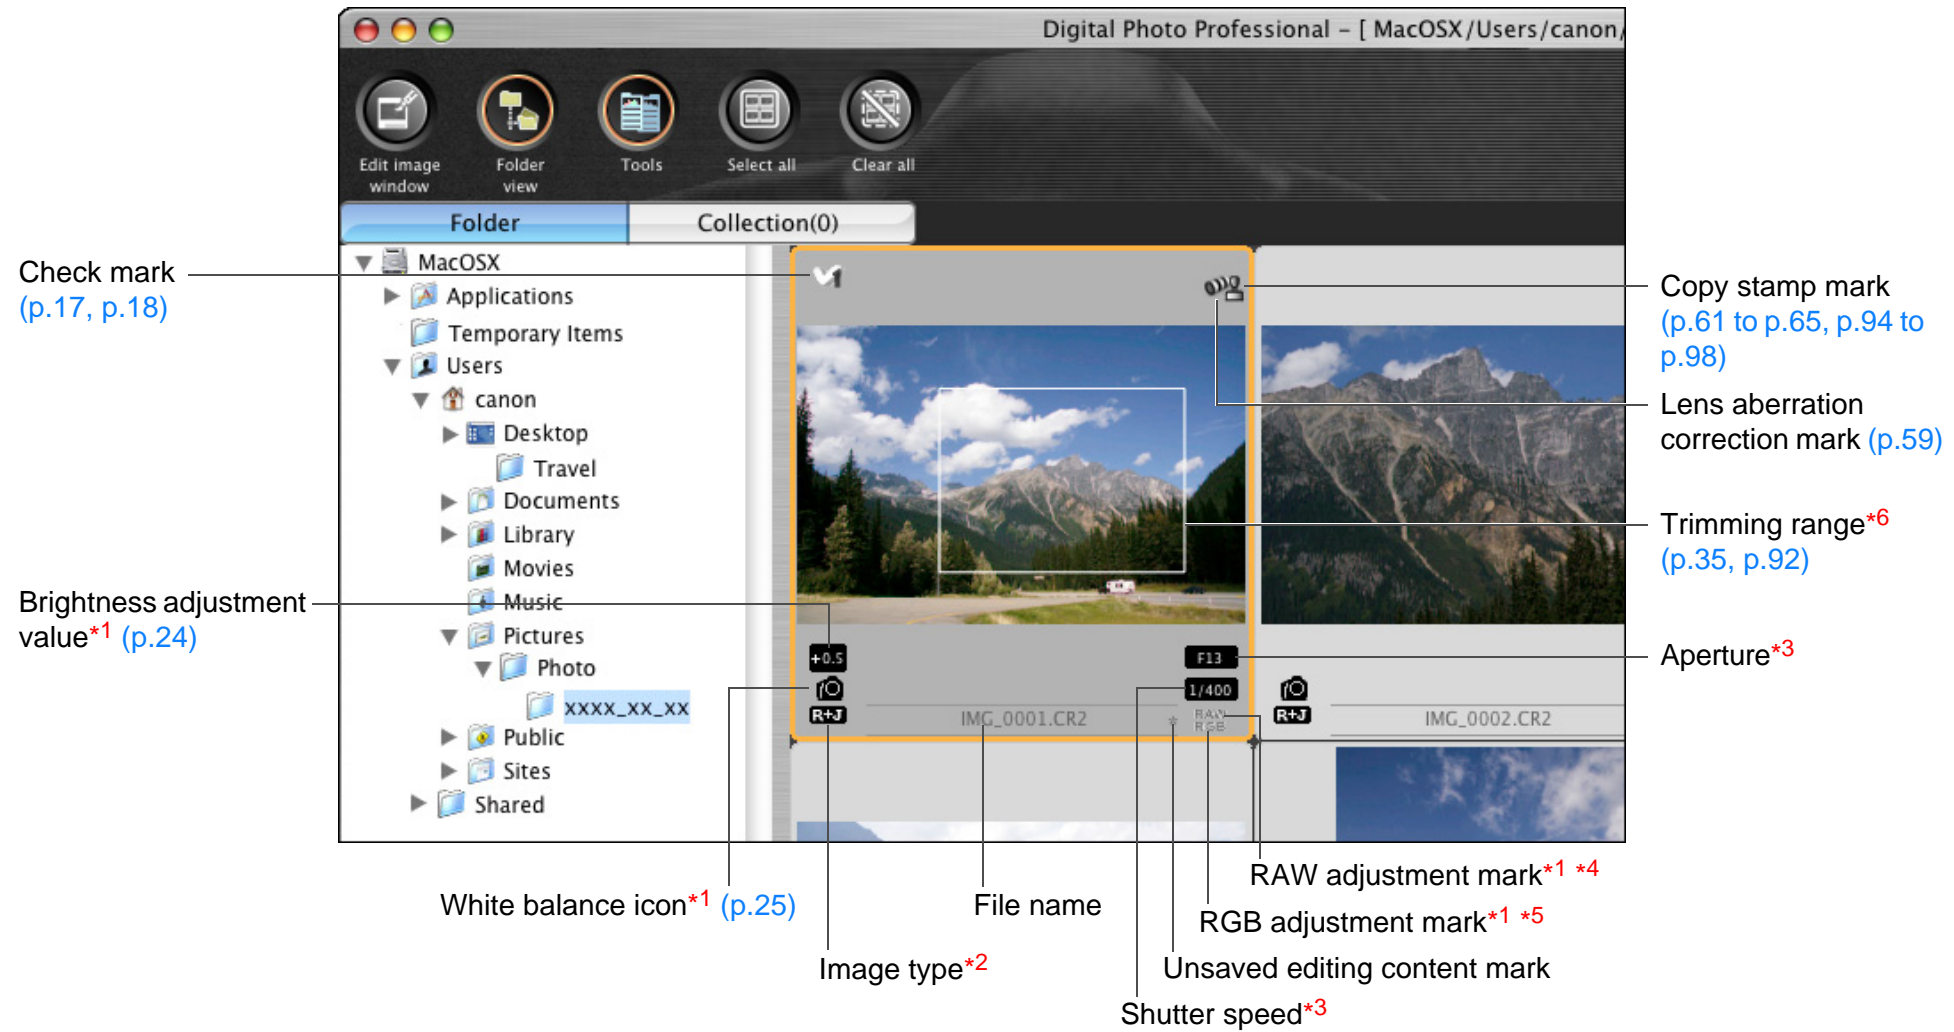 Digital Photo Professional – [ MacOSX/Users/canon/
Edit image
window
Folder
view
Tools
Select all
Clear all
Folder
Collection(0)
MacOSX
Applications
Temporary Items
Users
canon
Desktop
Travel
Documents
Library
Movies
Music
Pictures
Photo
xxxx_xx_xx
Public
Sites
Shared
Check mark
(p.17, p.18)
Brightness adjustment
value*1 (p.24)
1
+0.5
R+J
IMG_0001.CR2
*
F13
1/400
RAW
RGB
R+J
IMG_0002.CR2
Copy stamp mark
(p.61 to p.65, p.94 to
p.98)
Lens aberration
correction mark (p.59)
Trimming range*6
(p.35, p.92)
Aperture*3
White balance icon*1 (p.25)
Image type*2
File name
RAW adjustment mark*1 *4
RGB adjustment mark*1 *5
Unsaved editing content mark
Shutter speed*3